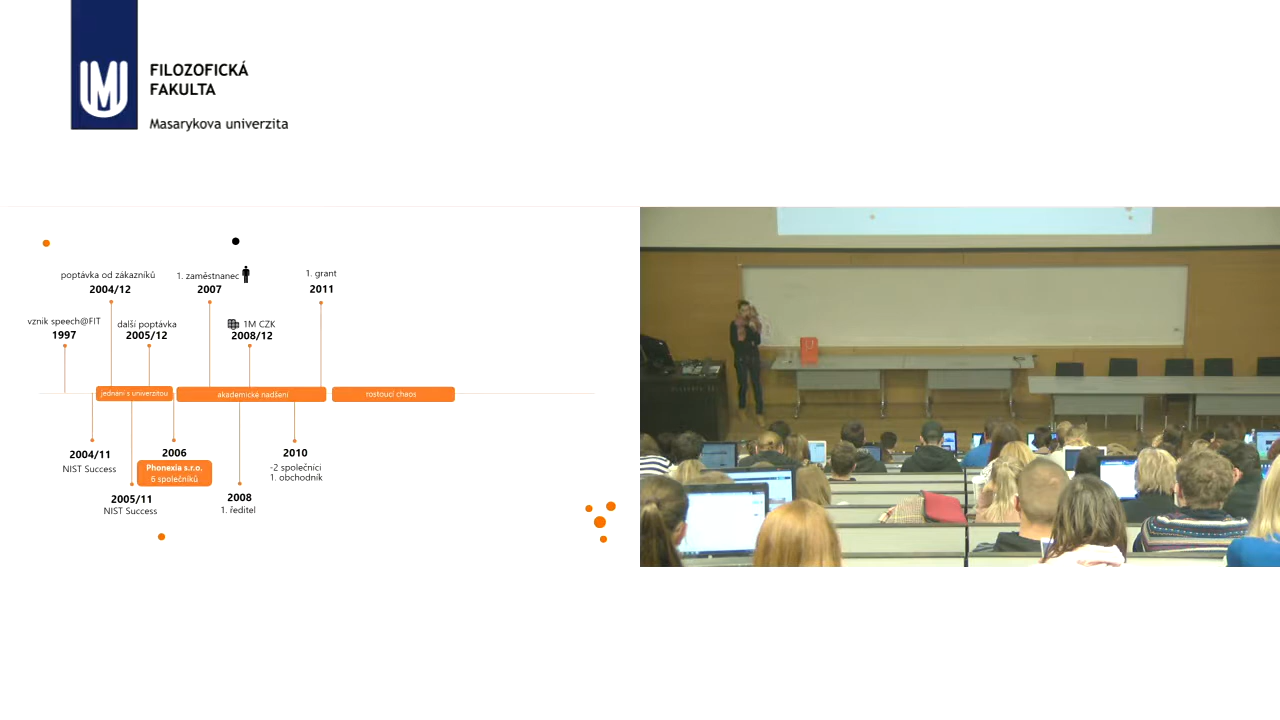 FILOZOFICKÁ
FAKULTA
Masarykova univerzita
poptávka od zákazníků
2004/12
1. zaměstnanec
2007
1. grant
2011
vznik speech@FIT
1997
další poptávka
2005/12
1M CZK
2008/12
jednání s univerzitou
akademické nadšení
rostoucí chaos
2004/11
NIST Success
2006
Phonexia s.r.o.
6 společníků
2010
-2 společníci
1. obchodník
2005/11
NIST Success
2008
1. ředitel